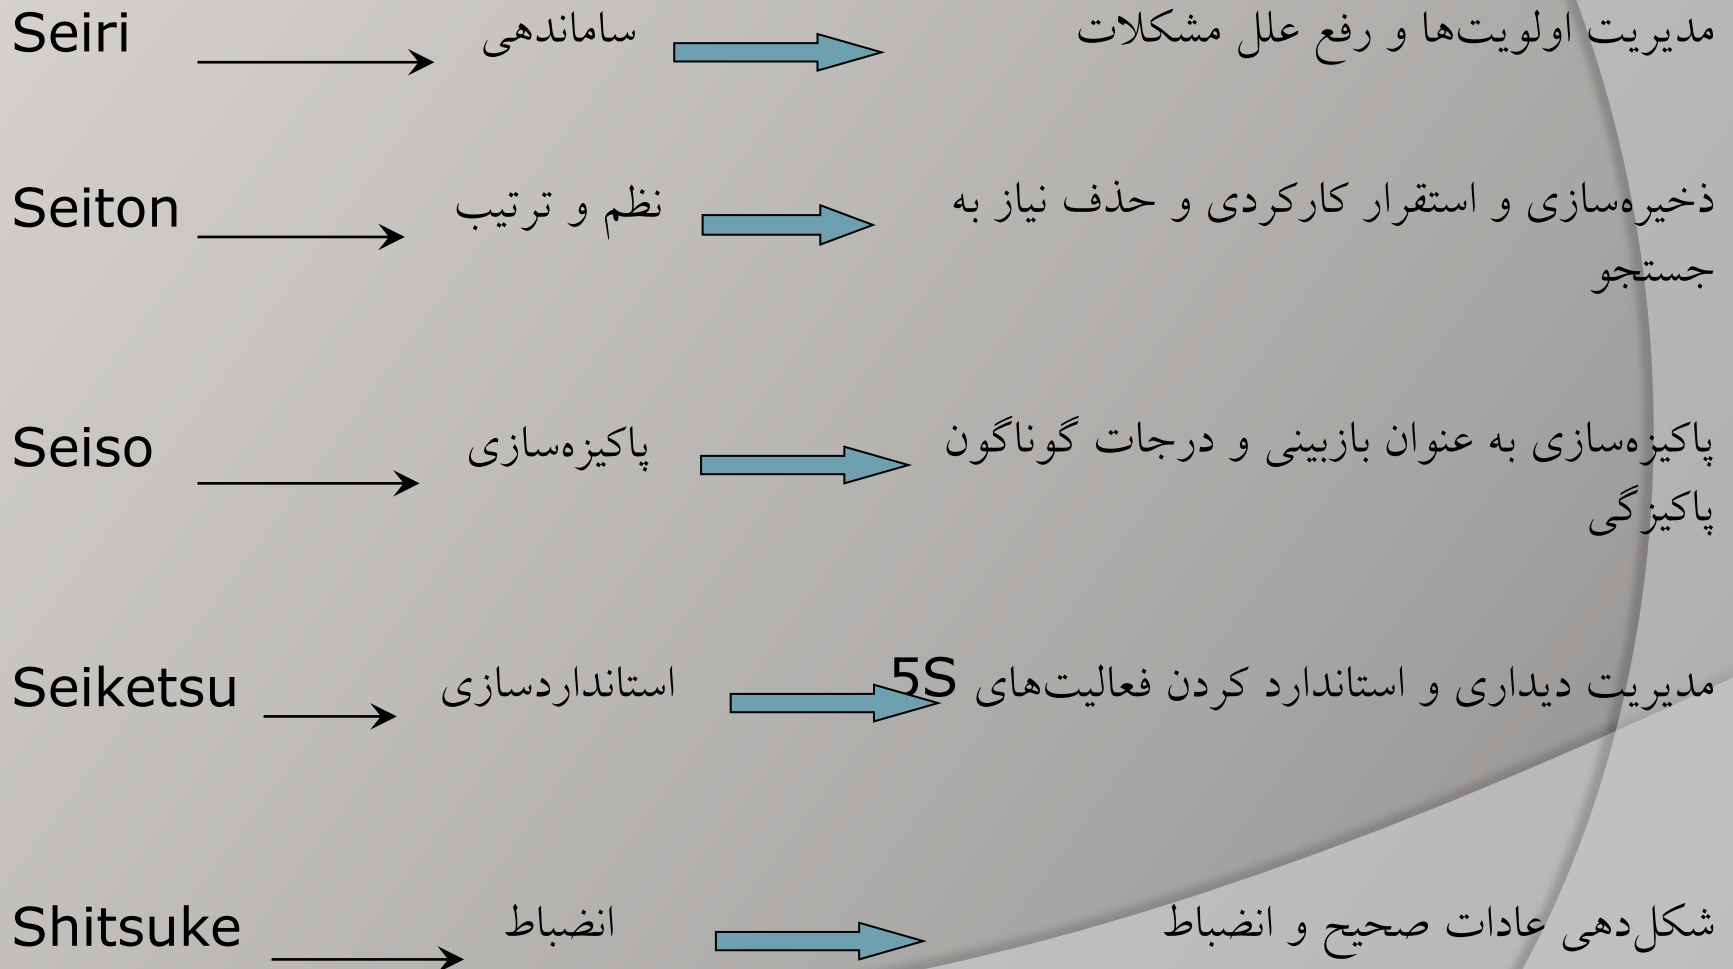 Seiri ساماندهی مدیریت اولویت‌ها و رفع علل مشکلات
Seiton نظم و ترتیب ذخیره‌سازی و استقرار کارکردی و حذف نیاز به
جستجو
Seiso پاکیزه‌سازی پاکیزه‌سازی به عنوان بازبینی و درجات گوناگون
پاکیزگی
Seiketsu استانداردسازی مدیریت دیداری و استاندارد کردن فعالیت‌های 5S
Shitsuke انضباط شکل‌دهی عادات صحیح و انضباط